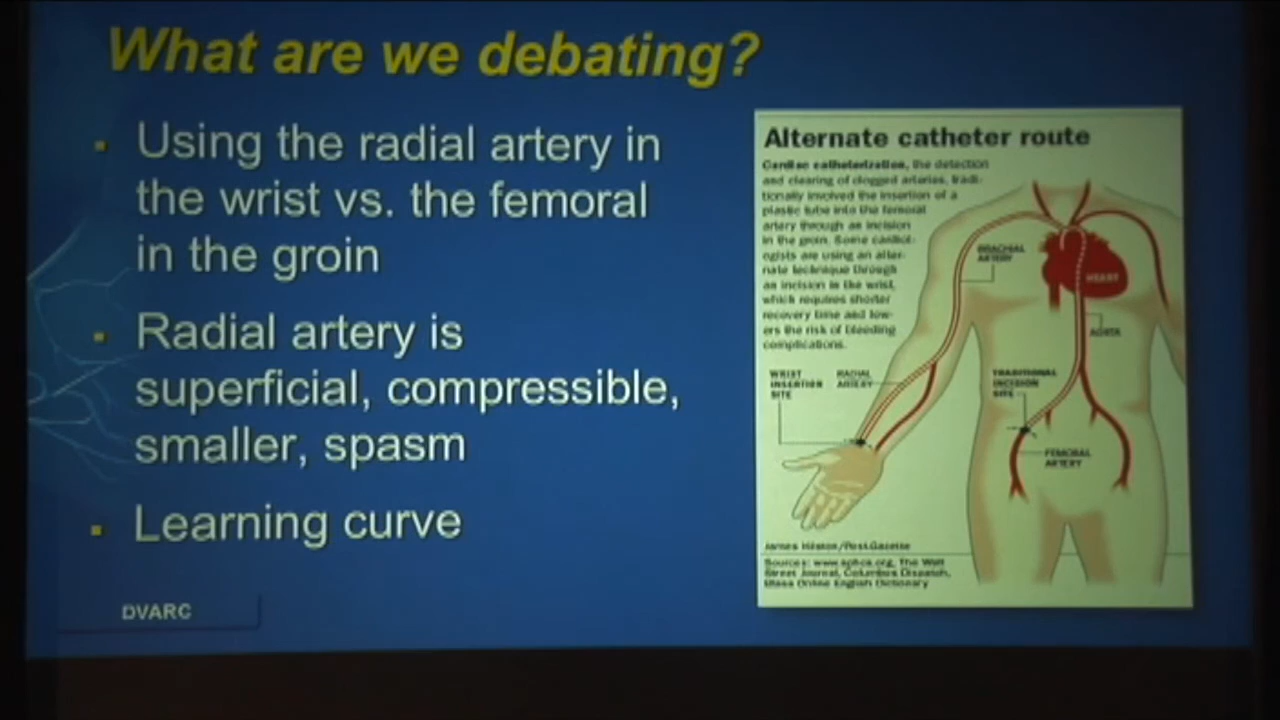 What are we debating?
Using the radial artery in
the wrist vs. the femoral
in the groin
Radial artery is
superficial, compressible,
smaller, spasm
Learning curve
DVARC
Alternate catheter route
Cardiac catheterization, the detection
and clearing of clogged arteries, tradi-
tionally involved the insertion of a
plastic tube into the femoral
artery through an incision
in the groin. Some cardiol-
ogists are using an alter-
nate technique through
an incision in the wrist,
which requires shorter
recovery time and low-
ers the risk of bleeding
complications.
BRACHIAL
ARTERY
HEART
AORTA
WRIST
INSERTION
SITE
RADIAL
ARTERY
TRADITIONAL
INCISION
SITE
FEMORAL
ARTERY
James Hilston/Post-Gazette
Sources: The Wall
Street Journal, Columbus Dispatch,
Online English Dictionary